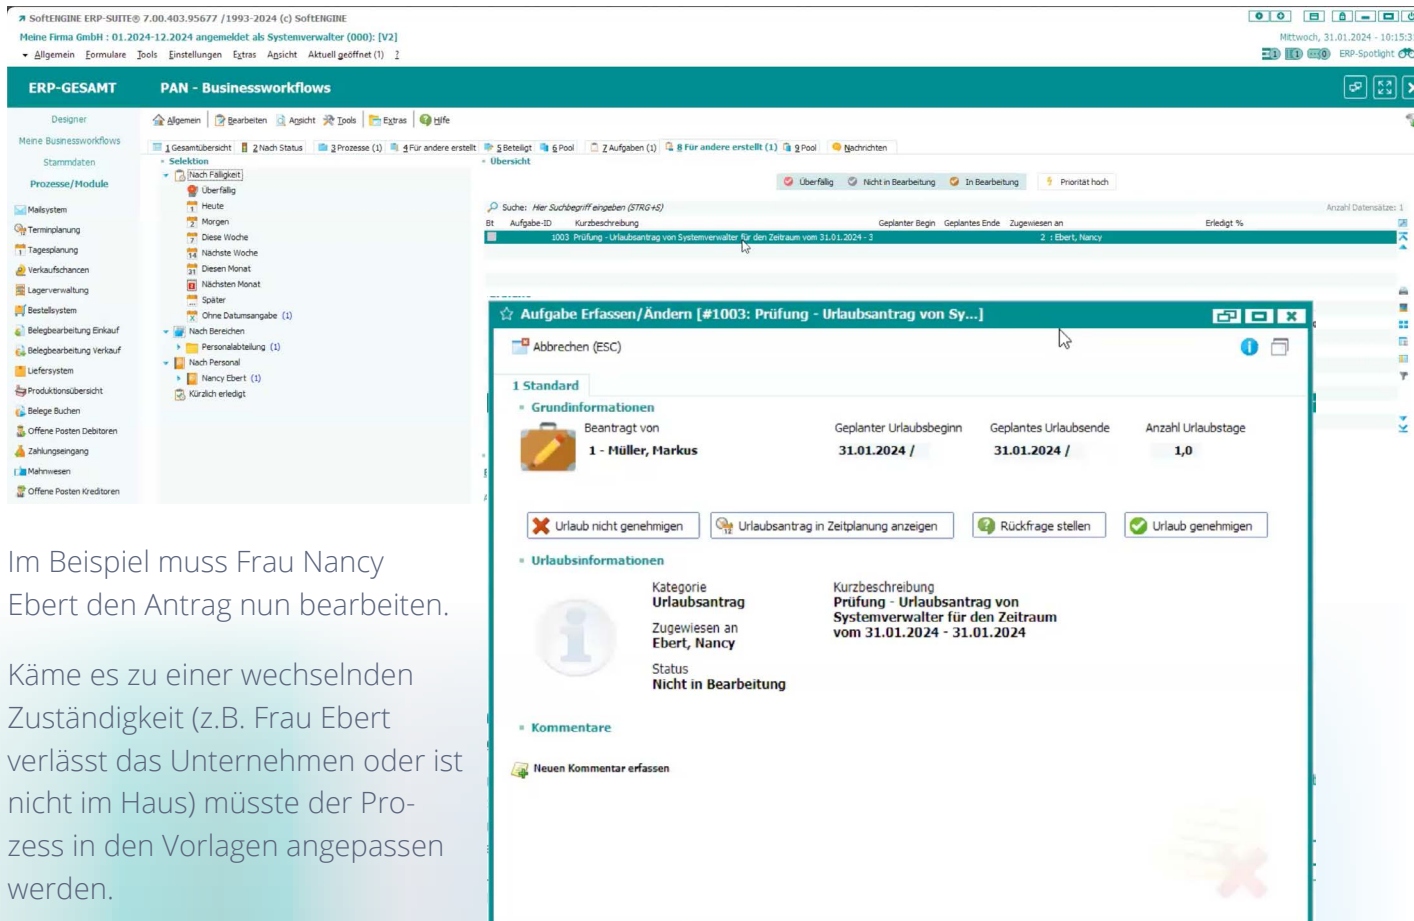 SoftENGINE ERP-SUITE® 7.00.403.95677 /1993-2024 (c) SoftENGINE
Meine Firma GmbH : 01.2024-12.2024 angemeldet als Systemverwalter (000): [V2]
Mittwoch, 31.01.2024 - 10:15:3
Allgemein Formulare Tools Einstellungen Extras Ansicht Aktuell geöffnet (1) ?
ERP-Spotlight
ERP-GESAMT
PAN - Businessworkflows
Designer
Meine Businessworkflows
Stammdaten
Prozesse/Module
Mailsystem
Terminplanung
Tagesplanung
Verkaufschancen
Lagerverwaltung
Bestellsystem
Belegbearbeitung Einkauf
Belegbearbeitung Verkauf
Liefersystem
Produktionsübersicht
Belege Buchen
Offene Posten Debitoren
Zahlungseingang
Mahnwesen
Offene Posten Kreditoren
Allgemein Bearbeiten Ansicht Tools Extras Hilfe
1 Gesamtübersicht 2 Nach Status 3 Prozesse (1) 4 Für andere erstellt 5 Beteiligt 6 Pool 7 Aufgaben (1) 8 Für andere erstellt (1) 9 Pool Nachrichten
Selektion
Nach Fälligkeit
Überfällig
Heute
Morgen
Diese Woche
Nächste Woche
Diesen Monat
Nächsten Monat
Später
Ohne Datumsangabe (1)
Nach Bereichen
Personalabteilung (1)
Nach Personal
Nancy Ebert (1)
Kürzlich erledigt
Übersicht
Überfällig Nicht in Bearbeitung In Bearbeitung Priorität hoch
Suche: Hier Suchbegriff eingeben (STRG+S)
Anzahl Datensätze: 1
Bt Aufgabe-ID Kurzbeschreibung Geplanter Begin Geplantes Ende Zugewiesen an Erledigt %
1003 Prüfung - Urlaubsantrag von Systemverwalter für den Zeitraum vom 31.01.2024 - 3 2 : Ebert, Nancy
Aufgabe Erfassen/Ändern [#1003: Prüfung - Urlaubsantrag von Sy...]
Abbrechen (ESC)
1 Standard
Grundinformationen
Beantragt von Geplanter Urlaubsbeginn Geplantes Urlaubsende Anzahl Urlaubstage
1 - Müller, Markus 31.01.2024 / 31.01.2024 / 1,0
Urlaub nicht genehmigen Urlaubsantrag in Zeitplanung anzeigen Rückfrage stellen Urlaub genehmigen
Urlaubsinformationen
Kategorie
Urlaubsantrag
Zugewiesen an
Ebert, Nancy
Status
Nicht in Bearbeitung
Kurzbeschreibung
Prüfung - Urlaubsantrag von
Systemverwalter für den Zeitraum
vom 31.01.2024 - 31.01.2024
Kommentare
Neuen Kommentar erfassen
Im Beispiel muss Frau Nancy
Ebert den Antrag nun bearbeiten.
Käme es zu einer wechselnden
Zuständigkeit (z.B. Frau Ebert
verlässt das Unternehmen oder ist
nicht im Haus) müsste der Pro-
zess in den Vorlagen angepassen
werden.